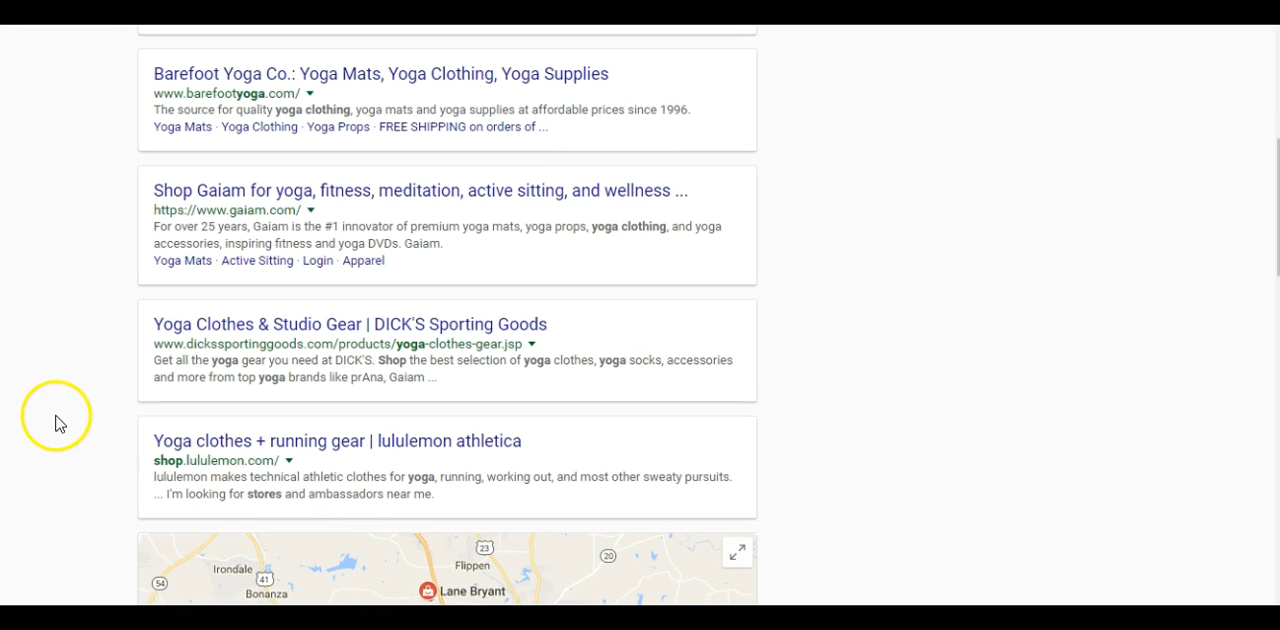 Barefoot Yoga Co.: Yoga Mats, Yoga Clothing, Yoga Supplies
www.barefootyoga.com/
The source for quality yoga clothing, yoga mats and yoga supplies at affordable prices since 1996.
Yoga Mats · Yoga Clothing · Yoga Props · FREE SHIPPING on orders of ...
Shop Gaiam for yoga, fitness, meditation, active sitting, and wellness ...
https://www.gaiam.com/
For over 25 years, Gaiam is the #1 innovator of premium yoga mats, yoga props, yoga clothing, and yoga
accessories, inspiring fitness and yoga DVDs. Gaiam.
Yoga Mats · Active Sitting · Login · Apparel
Yoga Clothes & Studio Gear | DICK'S Sporting Goods
www.dickssportinggoods.com/products/yoga-clothes-gear.jsp
Get all the yoga gear you need at DICK'S. Shop the best selection of yoga clothes, yoga socks, accessories
and more from top yoga brands like prAna, Gaiam ...
Yoga clothes + running gear | lululemon athletica
shop.lululemon.com/
lululemon makes technical athletic clothes for yoga, running, working out, and most other sweaty pursuits.
... I'm looking for stores and ambassadors near me.
23
20
Irondale
Flippen
54
41
Bonanza
Lane Bryant